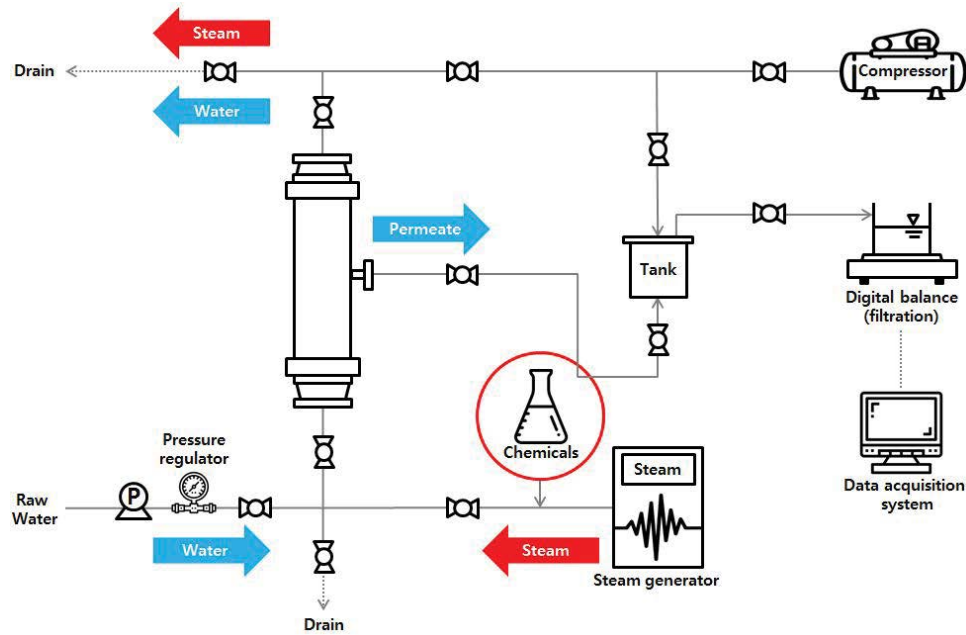 Steam
Drain
Water
Compressor
Permeate
Tank
Digital balance
(filtration)
Chemicals
Pressure
regulator
Steam
P
Raw
Water
Data acquisition
system
Water
Steam
Steam generator
Drain